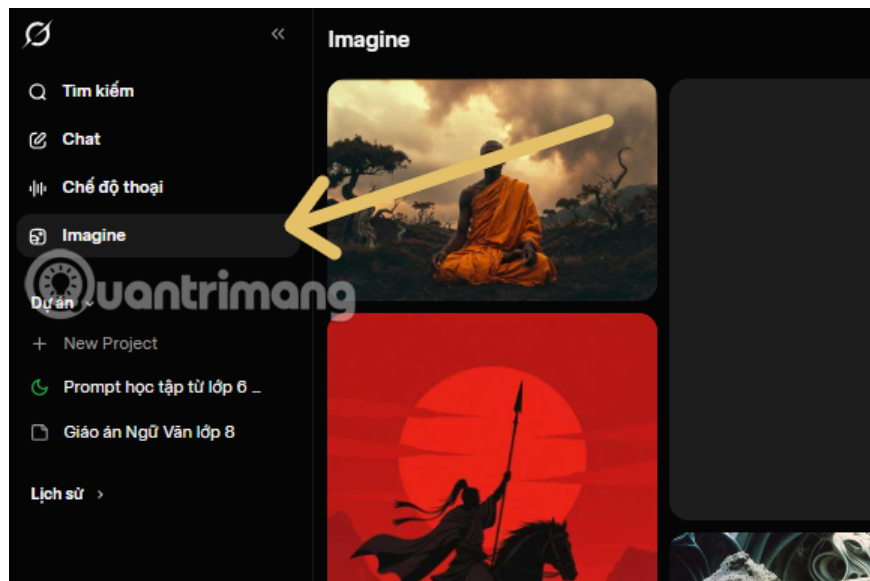 Imagine
Tìm kiếm
Chat
Chế độ thoại
Imagine
Quantrimang
Dự án
New Project
Prompt học tập từ lớp 6 ...
Giáo án Ngữ Văn lớp 8
Lịch sử